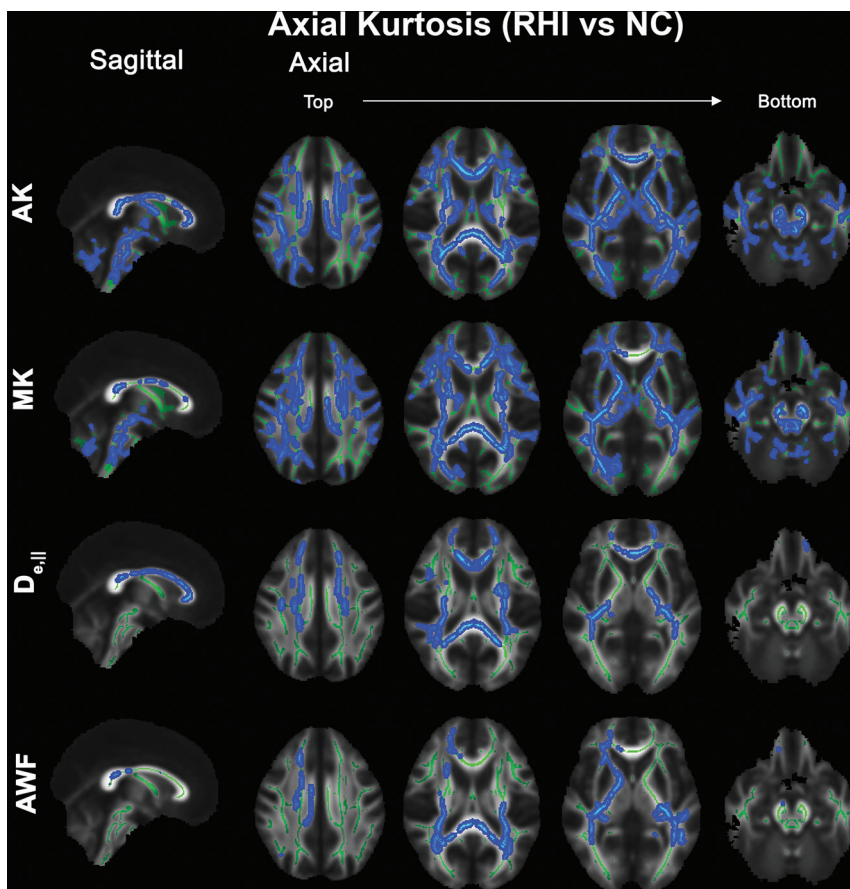 Axial Kurtosis (RHI vs NC)
Sagittal
Axial
Top
Bottom
AK
MK
De,||
AWF